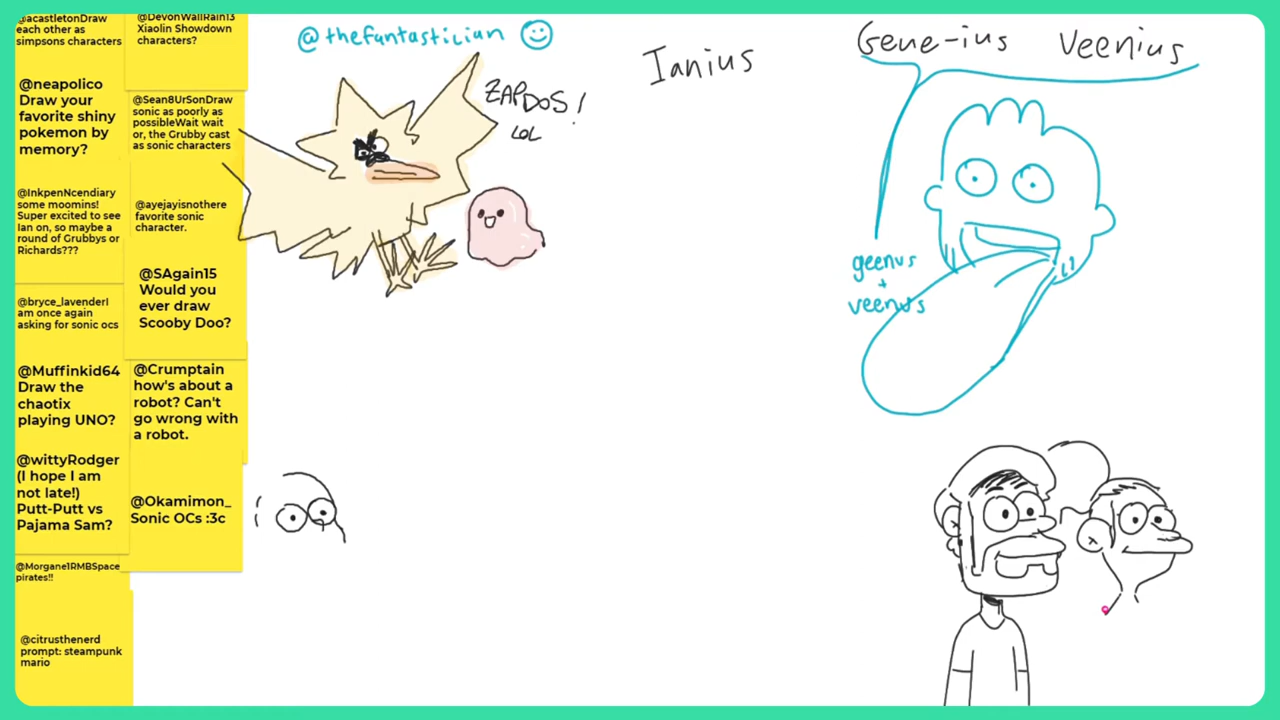 @acastletonDraw
each other as
simpsons characters
@DevonWallRain13
Xiaolin Showdown
characters?
@neapolico
Draw your
favorite shiny
pokemon by
memory?
@Sean8UrSonDraw
sonic as poorly as
possibleWait wait
or, the Grubby cast
as sonic characters
@InkpenNcendiary
some moomins!
Super excited to see
Ian on, so maybe a
round of Grubbys or
Richards???
@ayejayisnothere
favorite sonic
character.
@SAgain15
Would you
ever draw
Scooby Doo?
@bryce_lavenderI
am once again
asking for sonic ocs
@Muffinkid64
Draw the
chaotix
playing UNO?
@Crumptain
how's about a
robot? Can't
go wrong with
a robot.
@wittyRodger
(I hope I am
not late!)
Putt-Putt vs
Pajama Sam?
@Okamimon_
Sonic OCs :3c
@Morgane1RMBSpace
pirates!!
@citrusthenerd
prompt: steampunk
mario
@thefuntastician
ZAPDOS!
LOL
Ianius
Gene-ius Veenius
geenus
+
veenus